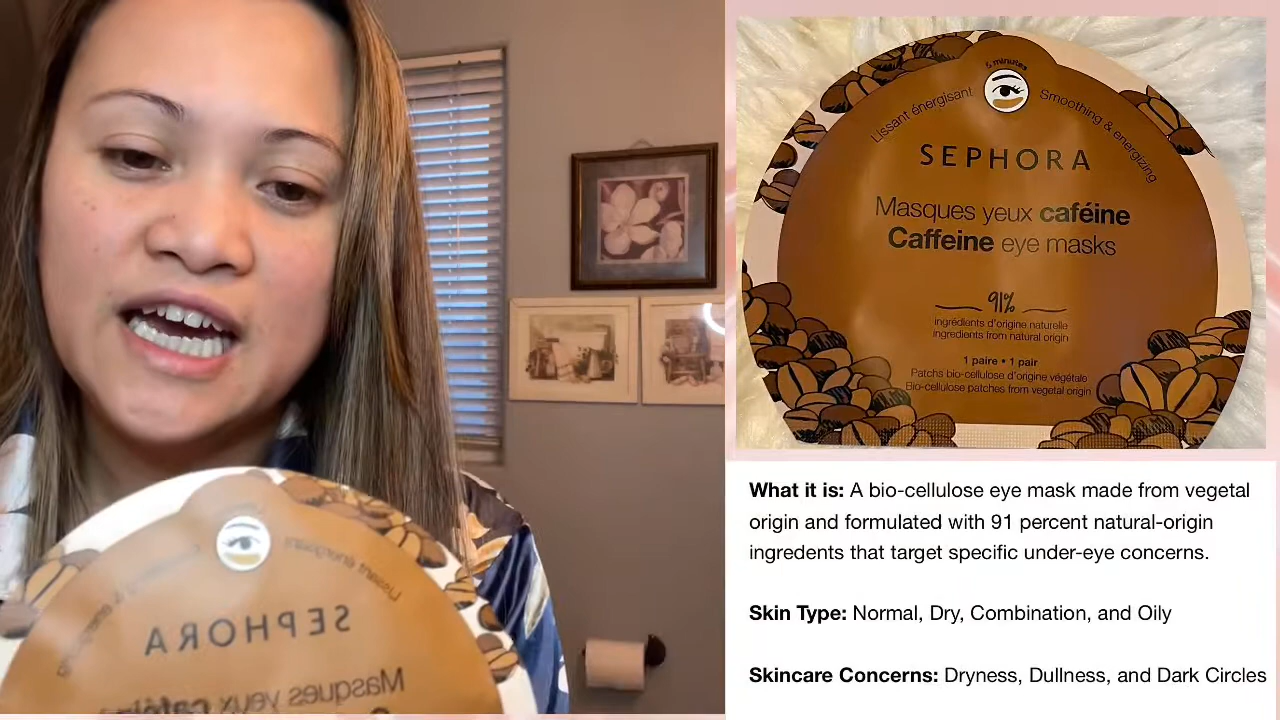 5 minutes
Lissant énergisant
Smoothing & energizing
SEPHORA
Masques yeux caféine
Caffeine eye masks
91%
ingrédients d'origine naturelle
ingredients from natural origin
1 paire • 1 pair
Patchs bio-cellulose d'origine végétale
Bio-cellulose patches from vegetal origin
What it is: A bio-cellulose eye mask made from vegetal
origin and formulated with 91 percent natural-origin
ingredents that target specific under-eye concerns.
Skin Type: Normal, Dry, Combination, and Oily
Skincare Concerns: Dryness, Dullness, and Dark Circles
Lissant énergisant
SEPHORA
Masques yeux caféine